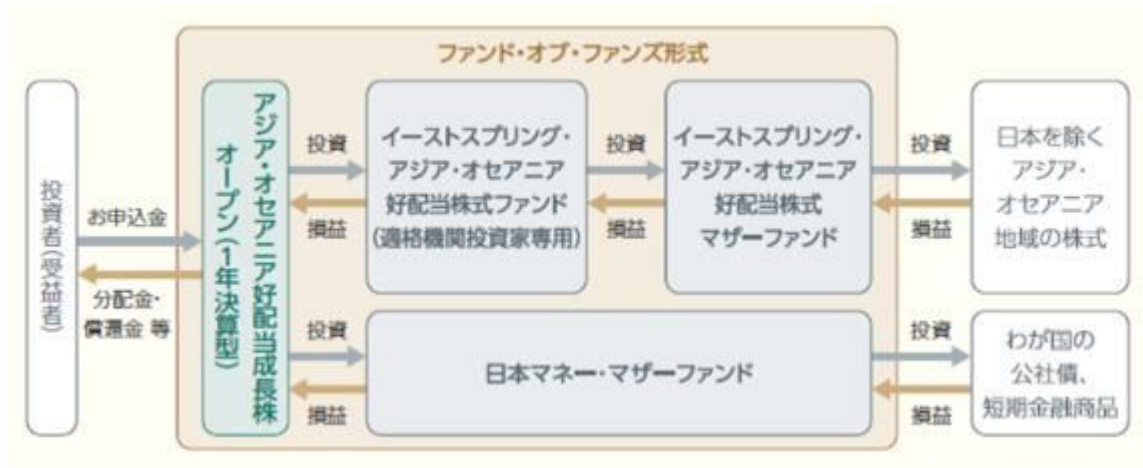 ファンド・オブ・ファンズ形式
投資者(受益者)
お申込金
分配金・
償還金 等
アジア・オセアニア好配当成長株
オープン(1年決算型)
投資
損益
イーストスプリング・
アジア・オセアニア
好配当株式ファンド
(適格機関投資家専用)
投資
損益
イーストスプリング・
アジア・オセアニア
好配当株式
マザーファンド
投資
損益
日本を除く
アジア・
オセアニア
地域の株式
投資
損益
日本マネー・マザーファンド
投資
損益
わが国の
公社債、
短期金融商品